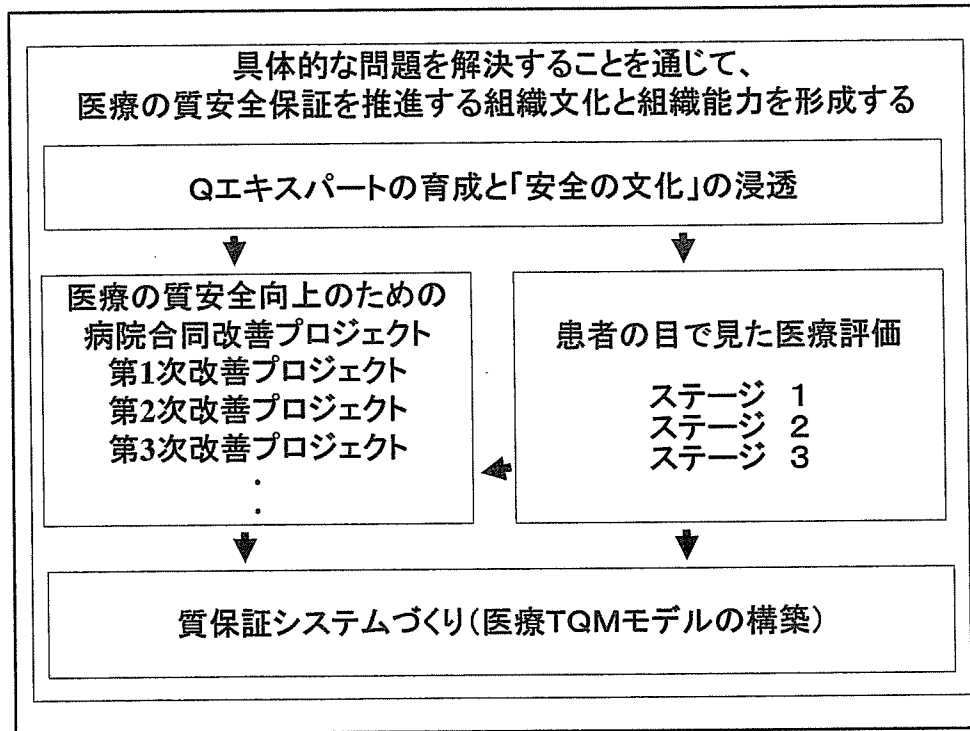 具体的な問題を解決することを通じて、
医療の質安全保証を推進する組織文化と組織能力を形成する
Qエキスパートの育成と「安全の文化」の浸透
医療の質安全向上のための
病院合同改善プロジェクト
第1次改善プロジェクト
第2次改善プロジェクト
第3次改善プロジェクト
・
・
患者の目で見た医療評価
ステージ 1
ステージ 2
ステージ 3
質保証システムづくり(医療TQMモデルの構築)